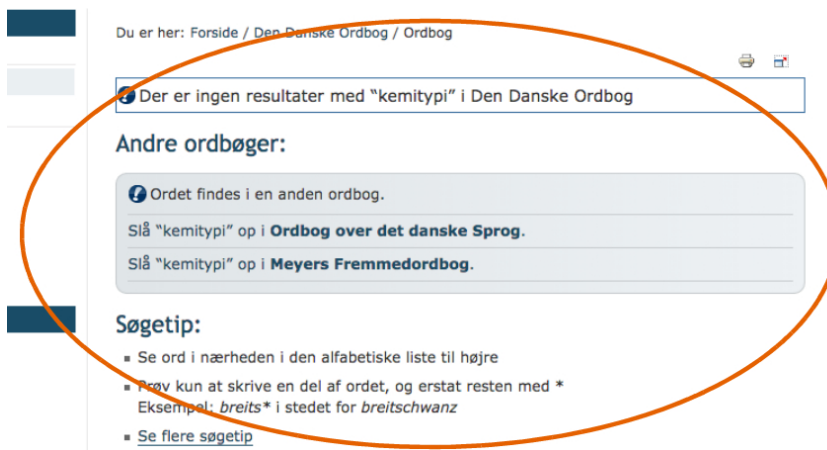 Du er her: Forside / Den Danske Ordbog / Ordbog
Der er ingen resultater med “kemitypi” i Den Danske Ordbog
Andre ordbøger:
Ordet findes i en anden ordbog.
Slå “kemitypi” op i Ordbog over det danske Sprog.
Slå “kemitypi” op i Meyers Fremmedordbog.
Søgetip:
Se ord i nærheden i den alfabetiske liste til højre
Prøv kun at skrive en del af ordet, og erstat resten med *
Eksempel: breits* i stedet for breitschwanz
Se flere søgetip